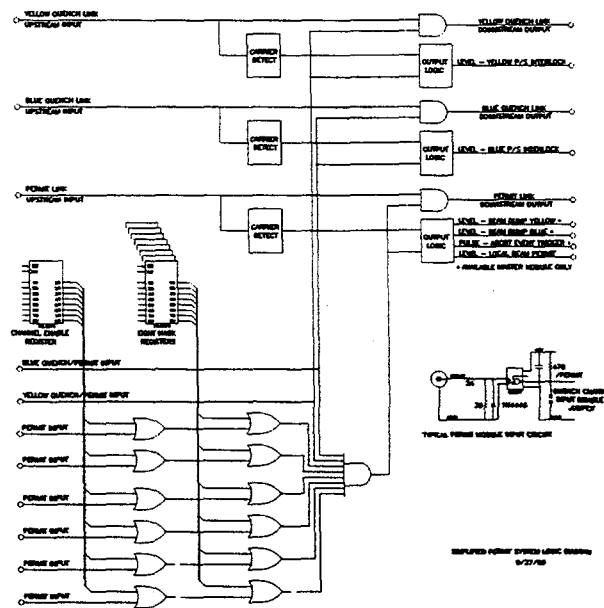 YELLOW QUENCH LINK
UPSTREAM INPUT
YELLOW QUENCH LINK
DOWNSTREAM OUTPUT
CARRIER
DETECT
OUTPUT
LOGIC
LEVEL - YELLOW P/S INTERLOCK
BLUE QUENCH LINK
UPSTREAM INPUT
BLUE QUENCH LINK
DOWNSTREAM OUTPUT
CARRIER
DETECT
OUTPUT
LOGIC
LEVEL - BLUE P/S INTERLOCK
PERMIT LINK
UPSTREAM INPUT
PERMIT LINK
DOWNSTREAM OUTPUT
CARRIER
DETECT
OUTPUT
LOGIC
LEVEL - BEAM DUMP YELLOW *
LEVEL - BEAM DUMP BLUE *
PULSE - ABORT EVENT TRIGGER *
LEVEL - LOCAL BEAM PERMIT
* AVAILABLE MASTER MODULE ONLY
CHANNEL ENABLE
REGISTER
EIGHT MASK
REGISTERS
BLUE QUENCH/PERMIT INPUT
YELLOW QUENCH/PERMIT INPUT
PERMIT INPUT
PERMIT INPUT
PERMIT INPUT
PERMIT INPUT
PERMIT INPUT
PERMIT INPUT
/PERMIT
QUENCH CHANNEL
INPUT DISABLE
TYPICAL PERMIT MODULE INPUT CIRCUIT
SIMPLIFIED PERMIT SYSTEM LOGIC DIAGRAM